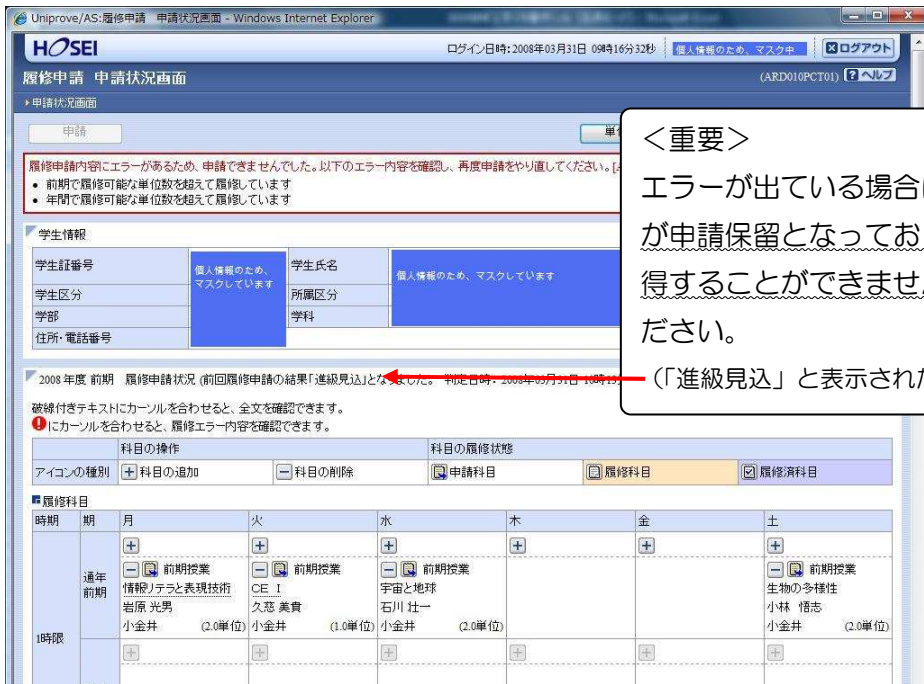 Uniprove/AS:履修申請 申請状況画面 - Windows Internet Explorer
HOSEI
ログイン日時:2008年03月31日 09時16分32秒
個人情報のため、マスク中
ログアウト
履修申請 申請状況画面
(ARD010PCT01)
ヘルプ
申請状況画面
申請
単
履修申請内容にエラーがあるため、申請できませんでした。以下のエラー内容を確認し、再度申請をやり直してください。
• 前期で履修可能な単位数を超えて履修しています
• 年間で履修可能な単位数を超えて履修しています
<重要>
エラーが出ている場合
が申請保留となってお
得することができませ
ださい。
(「進級見込」と表示された
学生情報
学生証番号
個人情報のため、
マスクしています
学生氏名
個人情報のため、マスクしています
学生区分
所属区分
学部
学科
住所・電話番号
2008年度 前期 履修申請状況 (前回履修申請の結果「進級見込」となりました。 判定日時: 2008年03月31日
破線付きテキストにカーソルを合わせると、全文を確認できます。
にカーソルを合わせると、履修エラー内容を確認できます。
科目の操作 科目の履修状態
アイコンの種別 科目の追加 科目の削除 申請科目 履修科目 履修済科目
履修科目
時期 期 月 火 水 木 金 土
1時限
通年
前期
前期授業 前期授業 前期授業 前期授業
情報リテラと表現技術 CE I 宇宙と地球 生物の多様性
岩原 光男 久慈 美貴 石川 壮一 小林 悟志
小金井 (2.0単位) 小金井 (1.0単位) 小金井 (2.0単位) 小金井 (2.0単位)